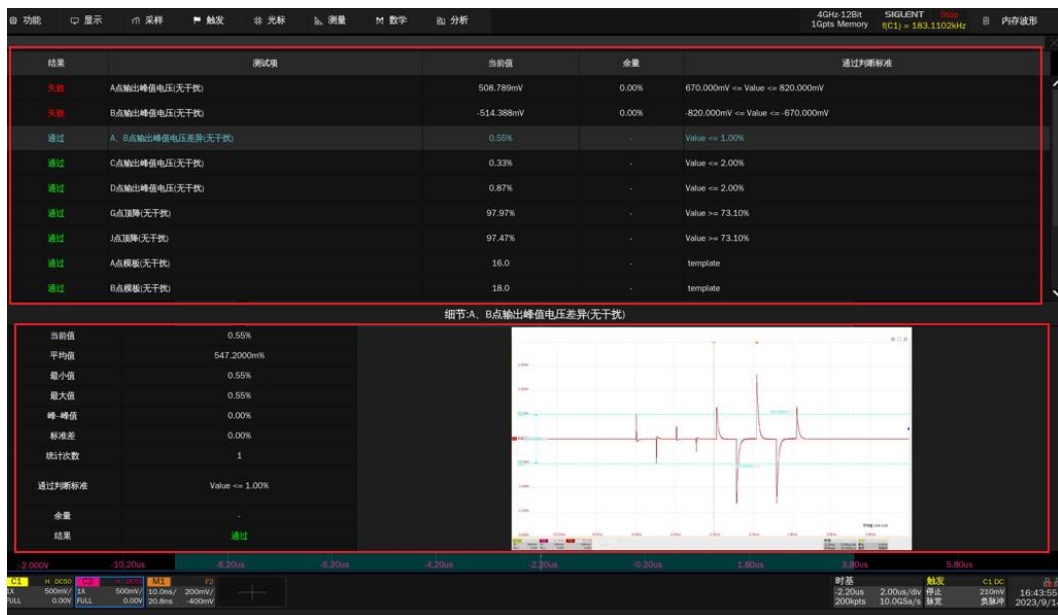 功能 显示 采样 触发 光标 测量 数学 分析 4GHz-12Bit SIGLENT Stop 内存波形
1Gpts Memory f(C1) = 183.1102kHz
结果 测试项 当前值 余量 通过判断标准
失败 A点输出峰值电压(无干扰) 508.789mV 0.00% 670.000mV <= Value <= 820.000mV
失败 B点输出峰值电压(无干扰) -514.388mV 0.00% -820.000mV <= Value <= -670.000mV
通过 A、B点输出峰值电压差异(无干扰) 0.55% - Value <= 1.00%
通过 C点输出峰值电压(无干扰) 0.33% - Value <= 2.00%
通过 D点输出峰值电压(无干扰) 0.87% - Value <= 2.00%
通过 G点顶降(无干扰) 97.97% - Value >= 73.10%
通过 J点顶降(无干扰) 97.47% - Value >= 73.10%
通过 A点模板(无干扰) 16.0 - template
通过 B点模板(无干扰) 18.0 - template
细节:A、B点输出峰值电压差异(无干扰)
当前值 0.55%
平均值 547.2000m%
最小值 0.55%
最大值 0.55%
峰-峰值 0.00%
标准差 0.00%
统计次数 1
通过判断标准 Value <= 1.00%
余量 -
结果 通过
-2.000V -10.20us -8.20us -6.20us -4.20us -2.20us -0.20us 1.80us 3.80us 5.80us
C1 H DC50 C2 H DC50 M1 F2 时基 触发 C1 DC
1X 500mV/ 1X 500mV/ 10.0ns/ 200mV/ -2.20us 2.00us/div 停止 210mV 16:43:55
FULL 0.00V FULL 0.00V 20.8ns -400mV 200kpts 10.0GSa/s 脉宽 负脉冲